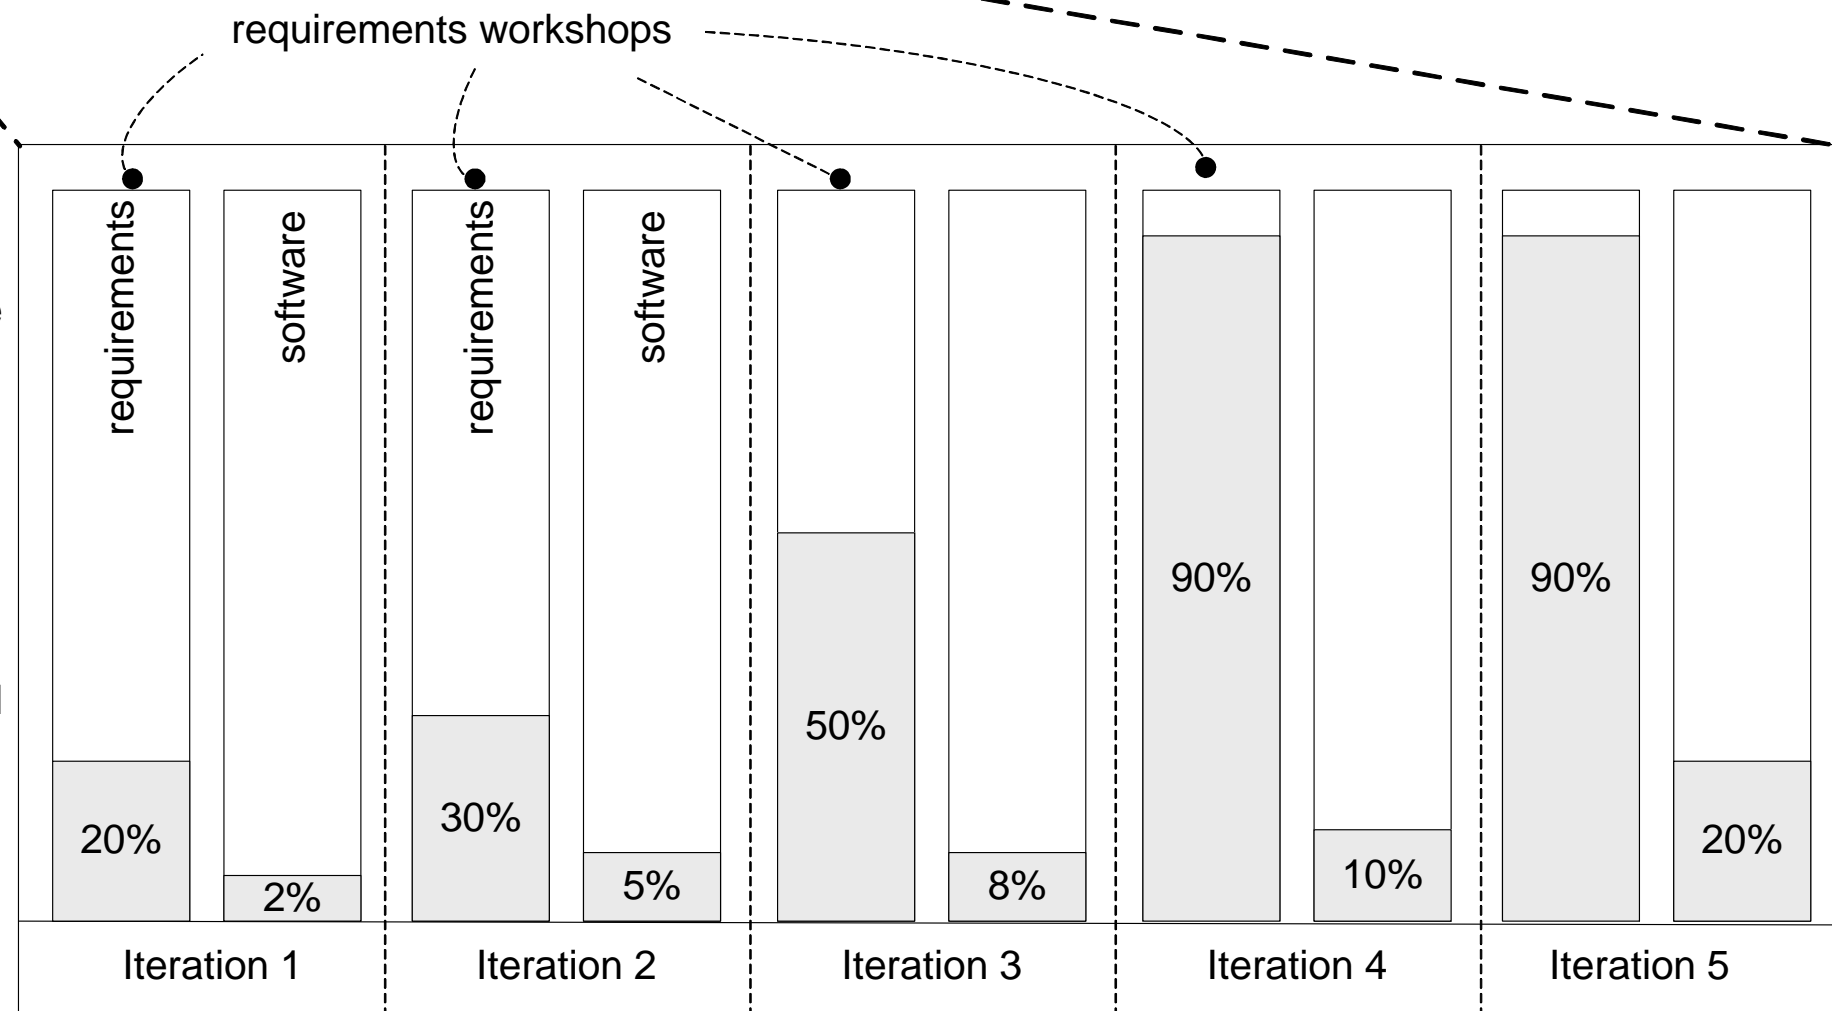 requirements workshops
requirements
software
requirements
software
20%
2%
30%
5%
50%
8%
90%
10%
90%
20%
Iteration 1
Iteration 2
Iteration 3
Iteration 4
Iteration 5